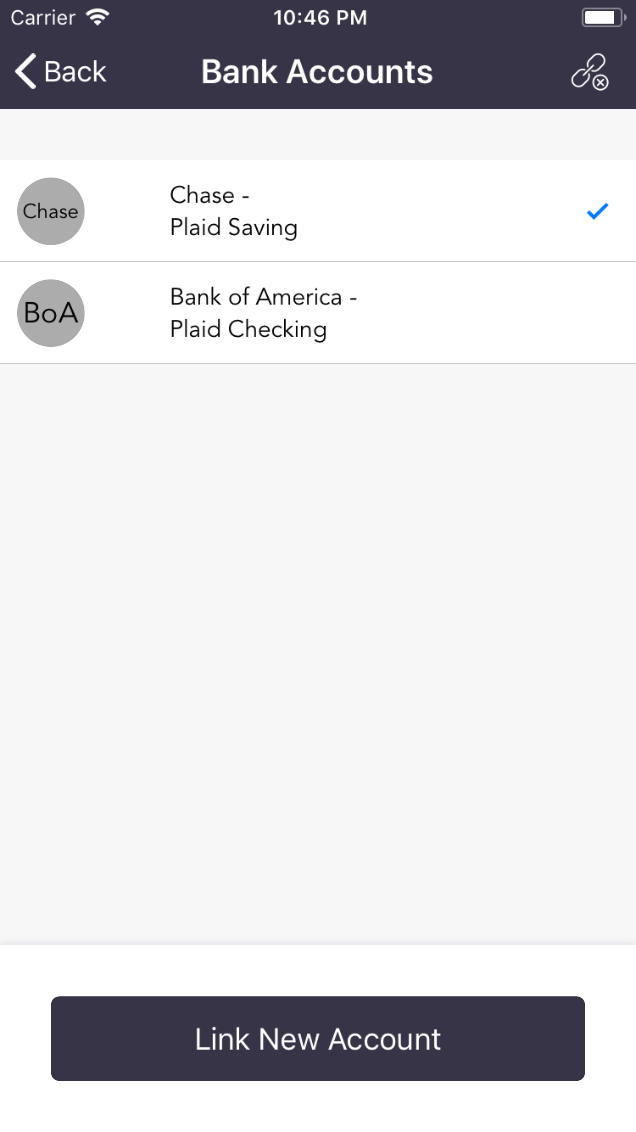 Carrier 10:46 PM
Back Bank Accounts
Chase
Chase -
Plaid Saving
BoA
Bank of America -
Plaid Checking
Link New Account